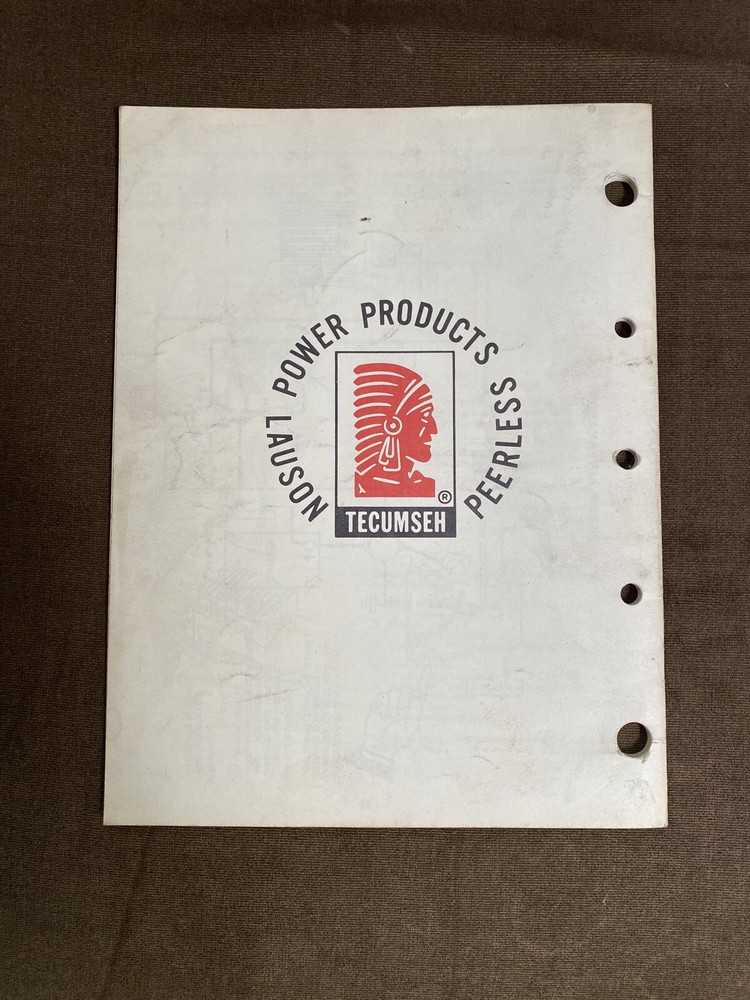 LAUSON POWER PRODUCTS PEERLESS
®
TECUMSEH